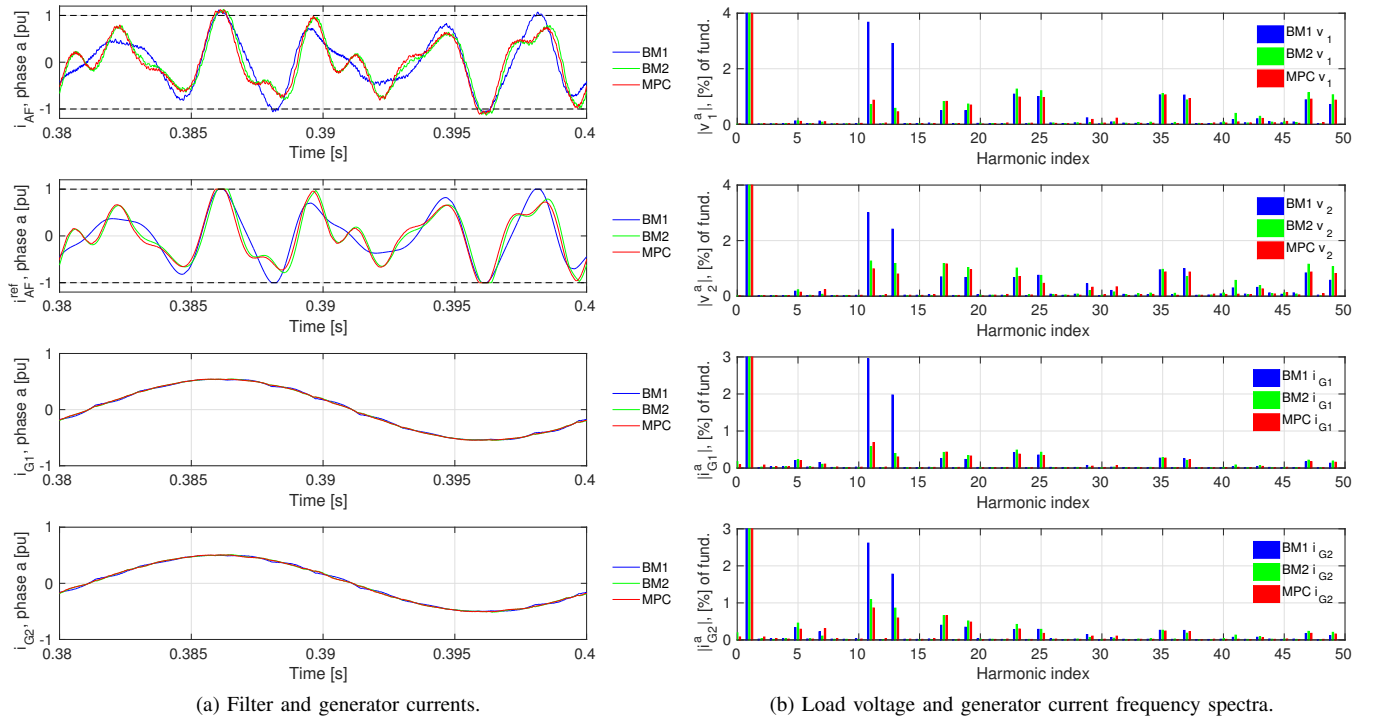 i_AF, phase a [pu]
1
0
-1
0.38 0.385 0.39 0.395 0.4
Time [s]
BM1
BM2
MPC
i_AF^ref, phase a [pu]
1
0
-1
0.38 0.385 0.39 0.395 0.4
Time [s]
BM1
BM2
MPC
i_G1, phase a [pu]
1
0
-1
0.38 0.385 0.39 0.395 0.4
Time [s]
BM1
BM2
MPC
i_G2, phase a [pu]
1
0
-1
0.38 0.385 0.39 0.395 0.4
Time [s]
BM1
BM2
MPC
(a) Filter and generator currents.
|v_1^a|, [%] of fund.
4
2
0
0 5 10 15 20 25 30 35 40 45 50
Harmonic index
BM1 v_1
BM2 v_1
MPC v_1
|v_2^a|, [%] of fund.
4
2
0
0 5 10 15 20 25 30 35 40 45 50
Harmonic index
BM1 v_2
BM2 v_2
MPC v_2
|i_G1^a|, [%] of fund.
3
2
1
0
0 5 10 15 20 25 30 35 40 45 50
Harmonic index
BM1 i_G1
BM2 i_G1
MPC i_G1
|i_G2^a|, [%] of fund.
3
2
1
0
0 5 10 15 20 25 30 35 40 45 50
Harmonic index
BM1 i_G2
BM2 i_G2
MPC i_G2
(b) Load voltage and generator current frequency spectra.